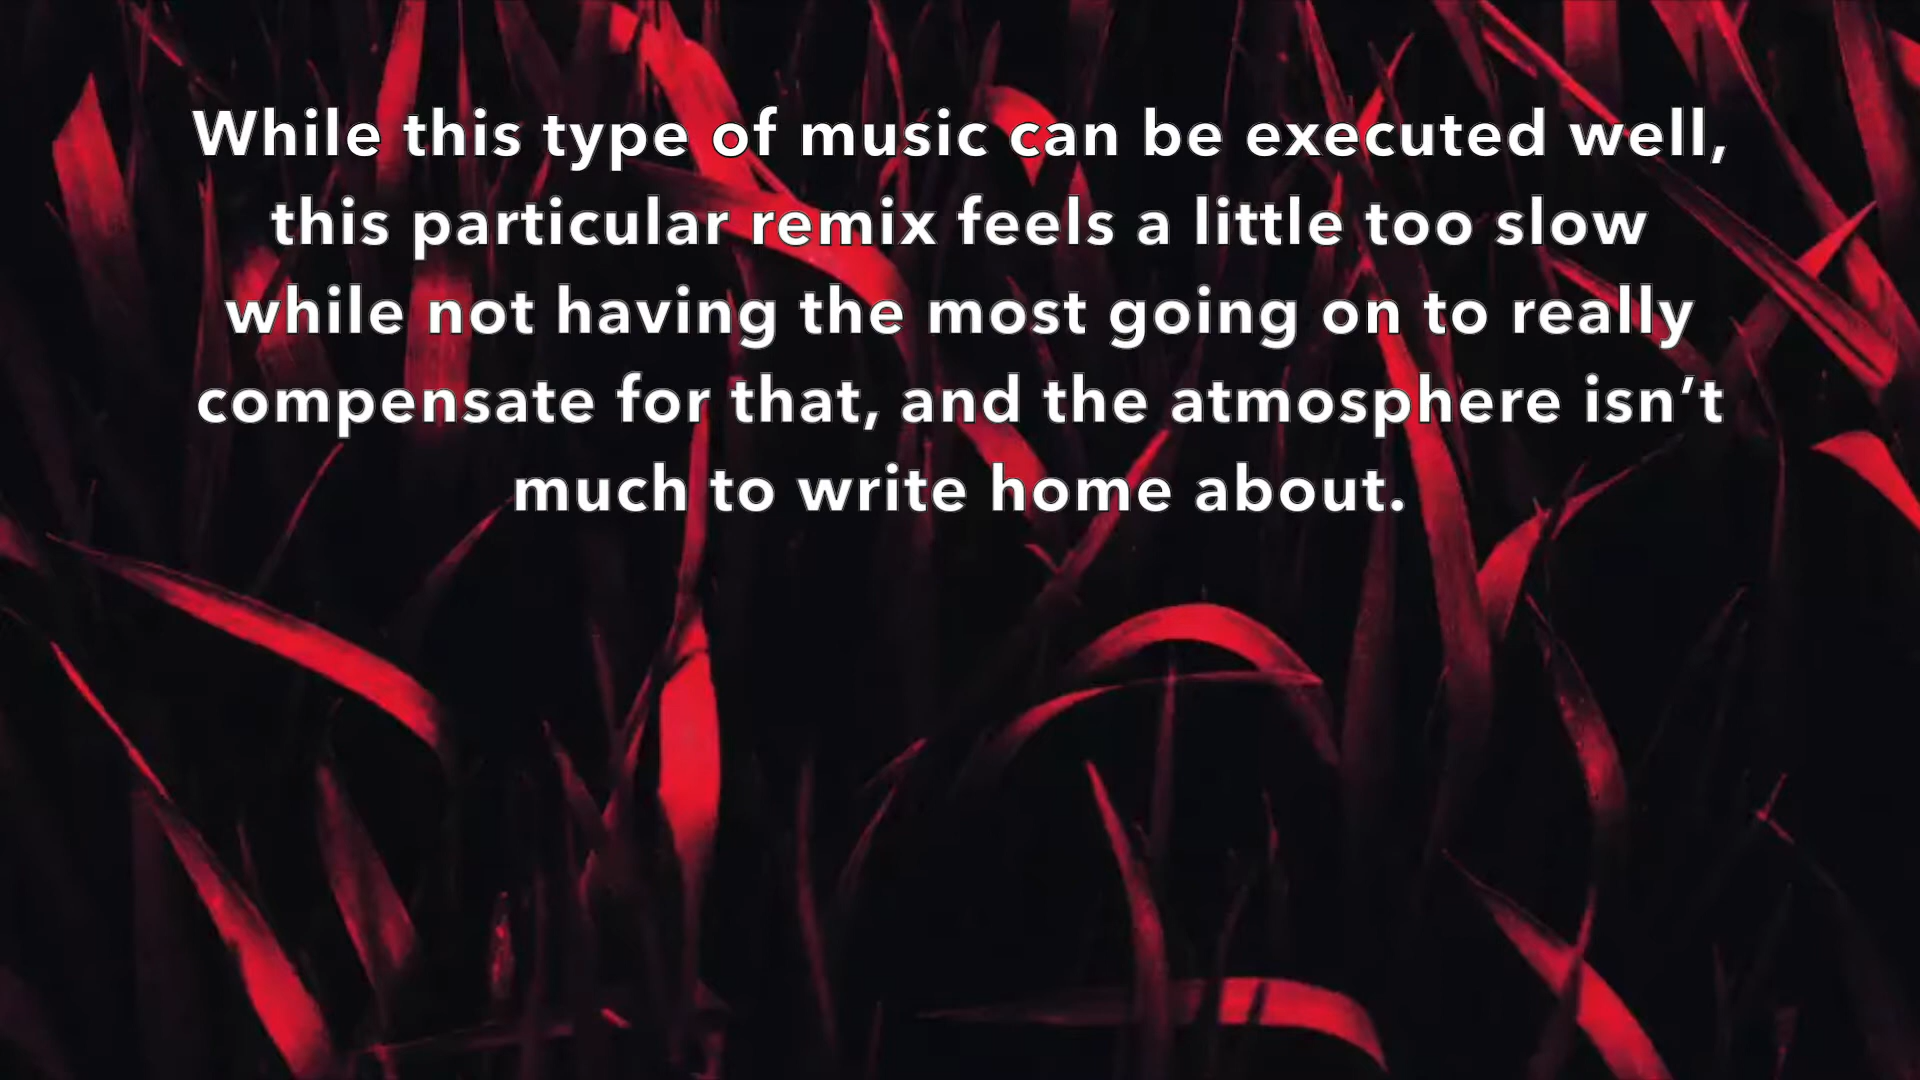 While this type of music can be executed well,
this particular remix feels a little too slow
while not having the most going on to really
compensate for that, and the atmosphere isn’t
much to write home about.